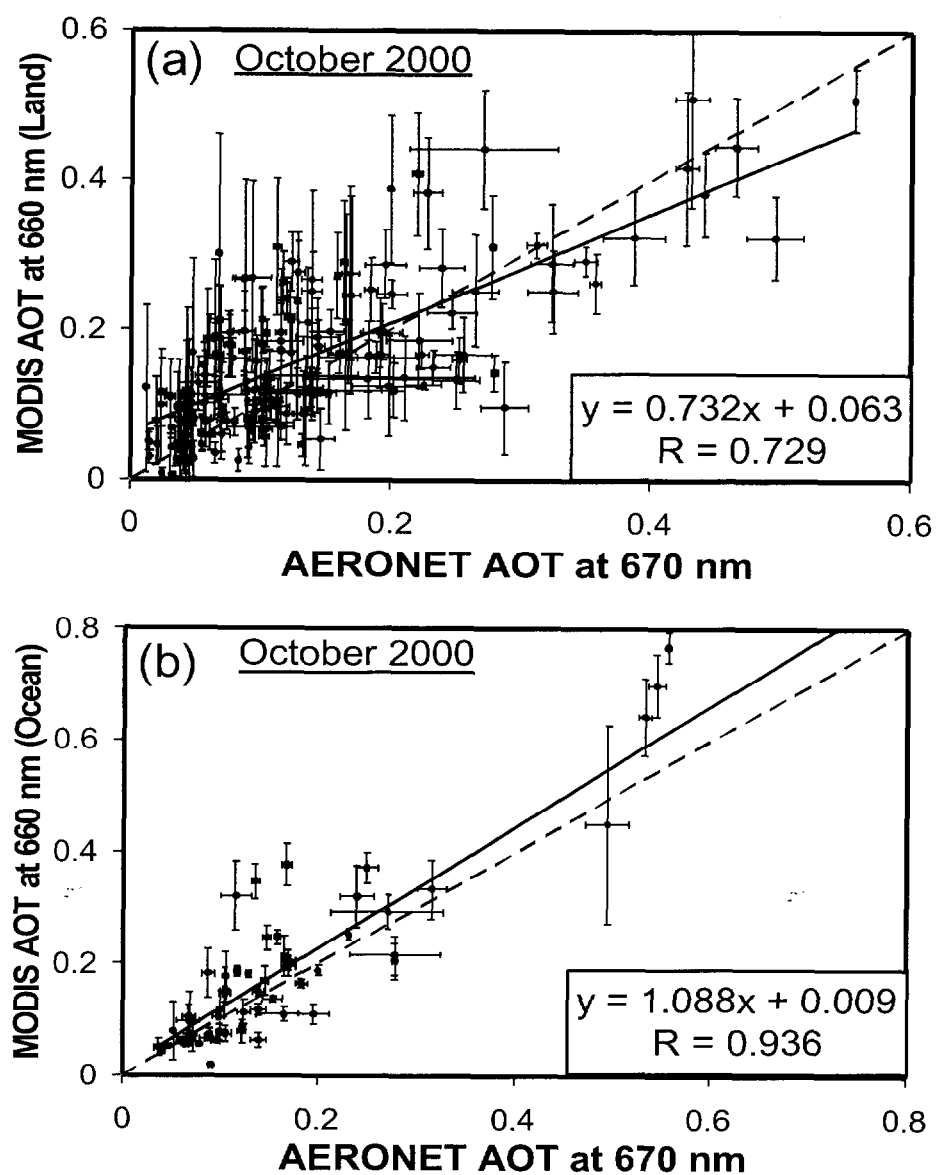 (a) October 2000
MODIS AOT at 660 nm (Land)
0.6
0.4
0.2
0
y = 0.732x + 0.063
R = 0.729
0 0.2 0.4 0.6
AERONET AOT at 670 nm
(b) October 2000
MODIS AOT at 660 nm (Ocean)
0.8
0.6
0.4
0.2
0
y = 1.088x + 0.009
R = 0.936
0 0.2 0.4 0.6 0.8
AERONET AOT at 670 nm